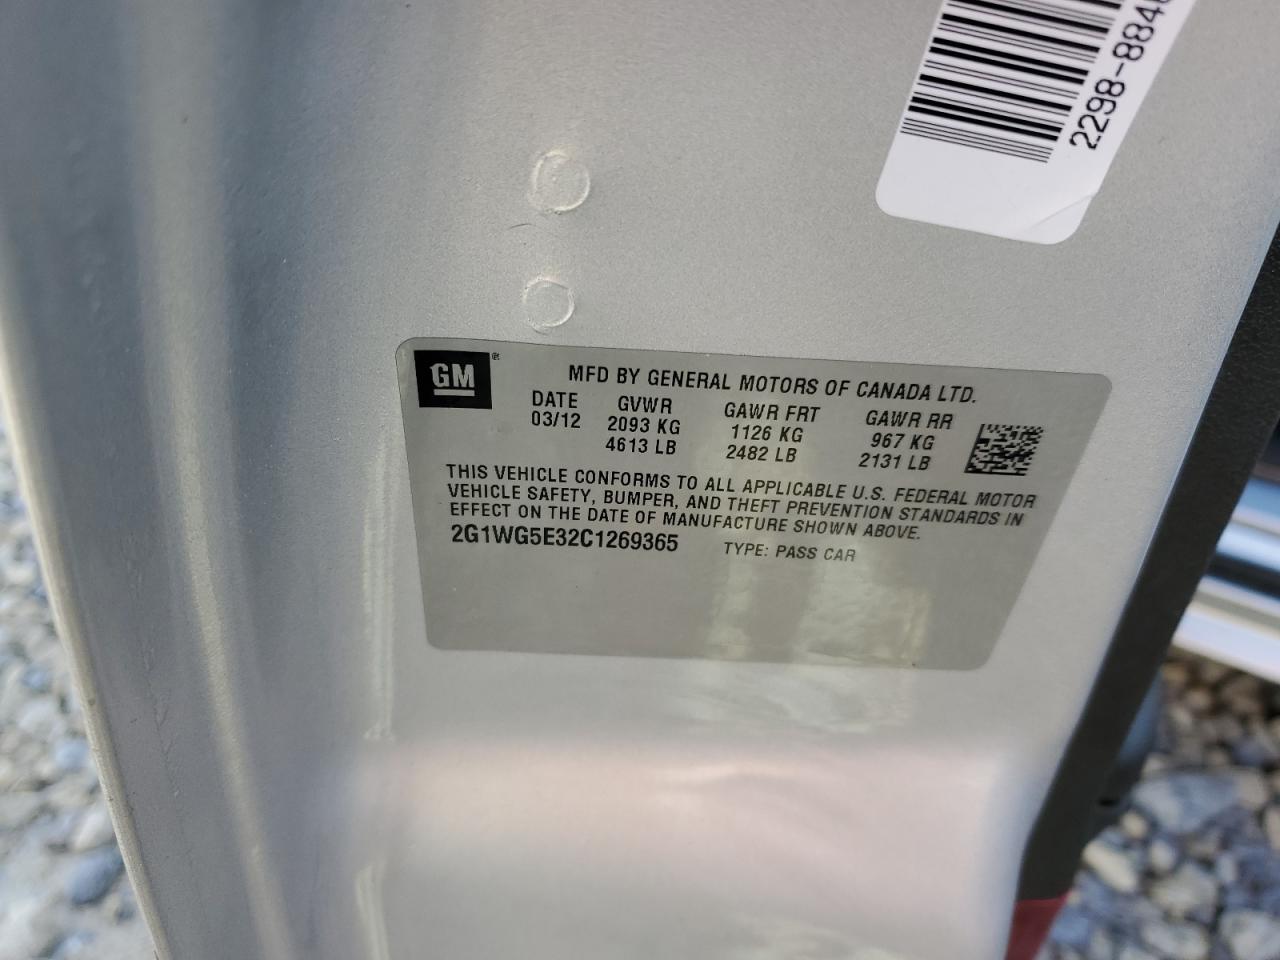 2298-884
GM
®
MFD BY GENERAL MOTORS OF CANADA LTD.
DATE GVWR GAWR FRT GAWR RR
03/12 2093 KG 1126 KG 967 KG
4613 LB 2482 LB 2131 LB
THIS VEHICLE CONFORMS TO ALL APPLICABLE U.S. FEDERAL MOTOR
VEHICLE SAFETY, BUMPER, AND THEFT PREVENTION STANDARDS IN
EFFECT ON THE DATE OF MANUFACTURE SHOWN ABOVE.
2G1WG5E32C1269365 TYPE: PASS CAR